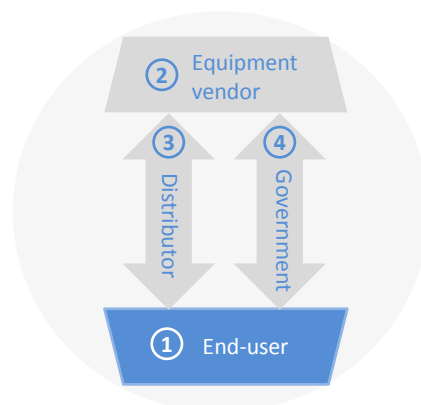 2 Equipment
vendor
3
4
Distributor
Government
1 End-user